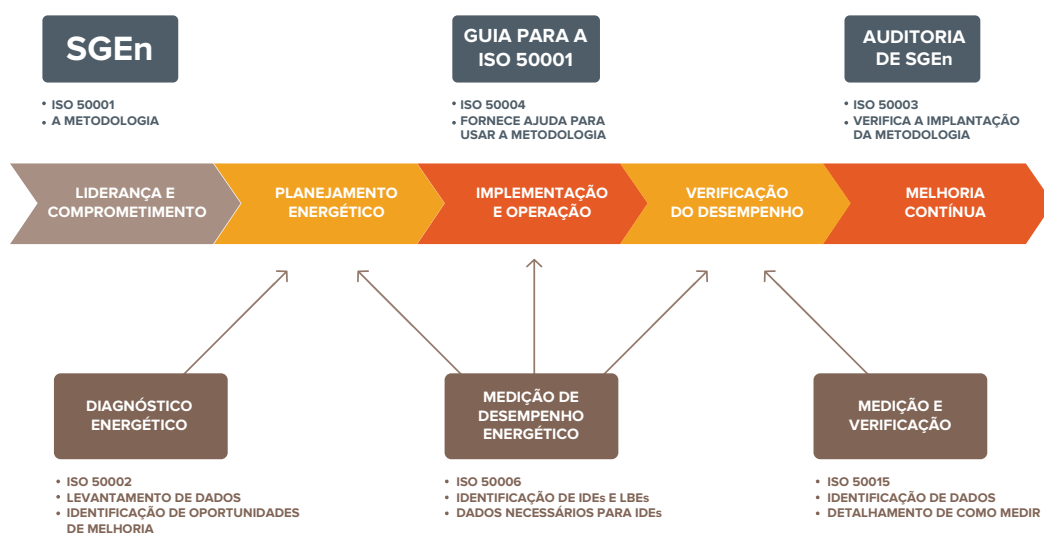 SGEn
• ISO 50001
• A METODOLOGIA
GUIA PARA A
ISO 50001
• ISO 50004
• FORNECE AJUDA PARA
USAR A METODOLOGIA
AUDITORIA
DE SGEn
• ISO 50003
• VERIFICA A IMPLANTAÇÃO
DA METODOLOGIA
LIDERANÇA E
COMPROMETIMENTO
PLANEJAMENTO
ENERGÉTICO
IMPLEMENTAÇÃO
E OPERAÇÃO
VERIFICAÇÃO
DO DESEMPENHO
MELHORIA
CONTÍNUA
DIAGNÓSTICO
ENERGÉTICO
• ISO 50002
• LEVANTAMENTO DE DADOS
• IDENTIFICAÇÃO DE OPORTUNIDADES
DE MELHORIA
MEDIÇÃO DE
DESEMPENHO
ENERGÉTICO
• ISO 50006
• IDENTIFICAÇÃO DE IDEs E LBEs
• DADOS NECESSÁRIOS PARA IDEs
MEDIÇÃO E
VERIFICAÇÃO
• ISO 50015
• IDENTIFICAÇÃO DE DADOS
• DETALHAMENTO DE COMO MEDIR